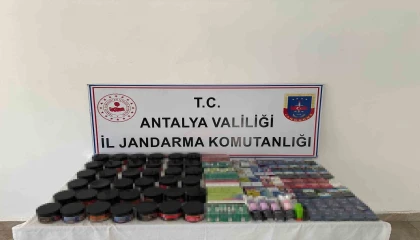 T.C.
ANTALYA VALİLİĞİ
İL JANDARMA KOMUTANLIĞI